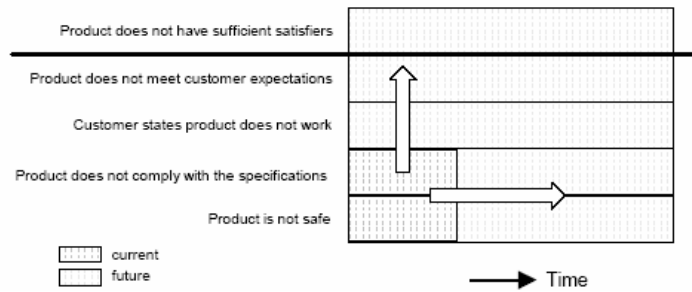 Product does not have sufficient satisfiers
Product does not meet customer expectations
Customer states product does not work
Product does not comply with the specifications
Product is not safe
current
future
Time